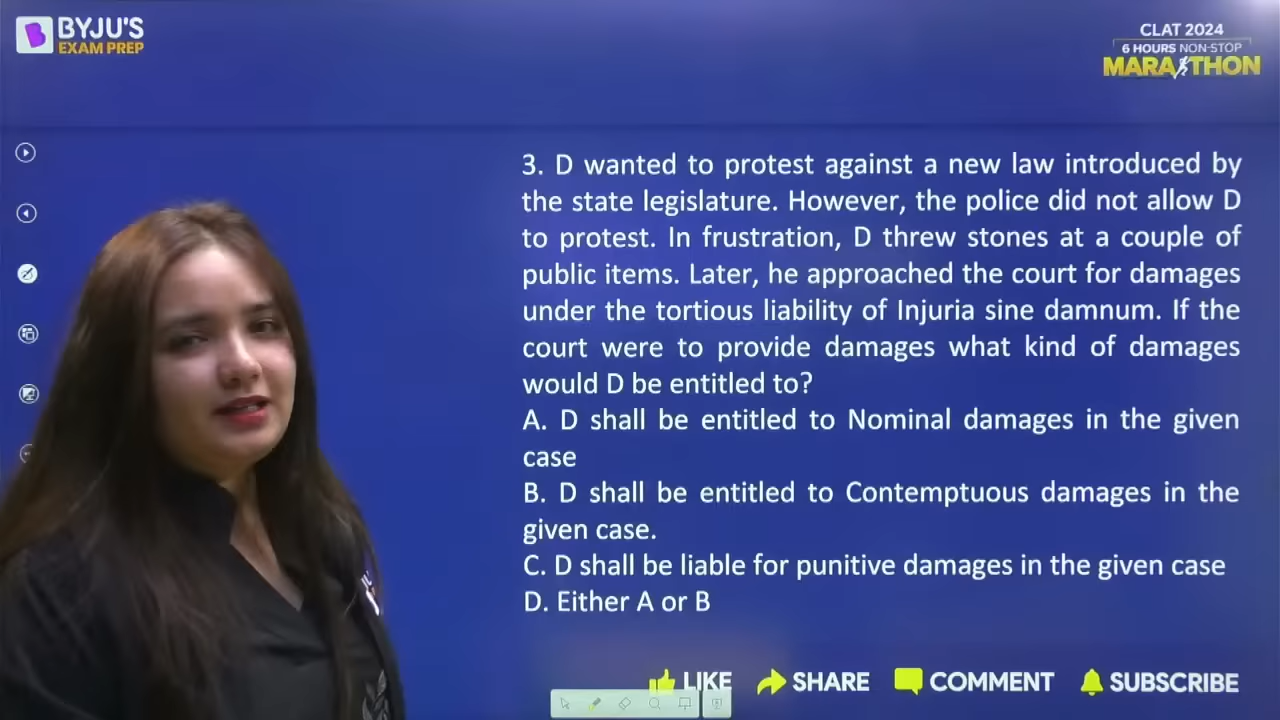 BYJU'S
EXAM PREP
CLAT 2024
6 HOURS NON-STOP
MARATHON
3. D wanted to protest against a new law introduced by
the state legislature. However, the police did not allow D
to protest. In frustration, D threw stones at a couple of
public items. Later, he approached the court for damages
under the tortious liability of Injuria sine damnum. If the
court were to provide damages what kind of damages
would D be entitled to?
A. D shall be entitled to Nominal damages in the given
case
B. D shall be entitled to Contemptuous damages in the
given case.
C. D shall be liable for punitive damages in the given case
D. Either A or B
LIKE SHARE COMMENT SUBSCRIBE